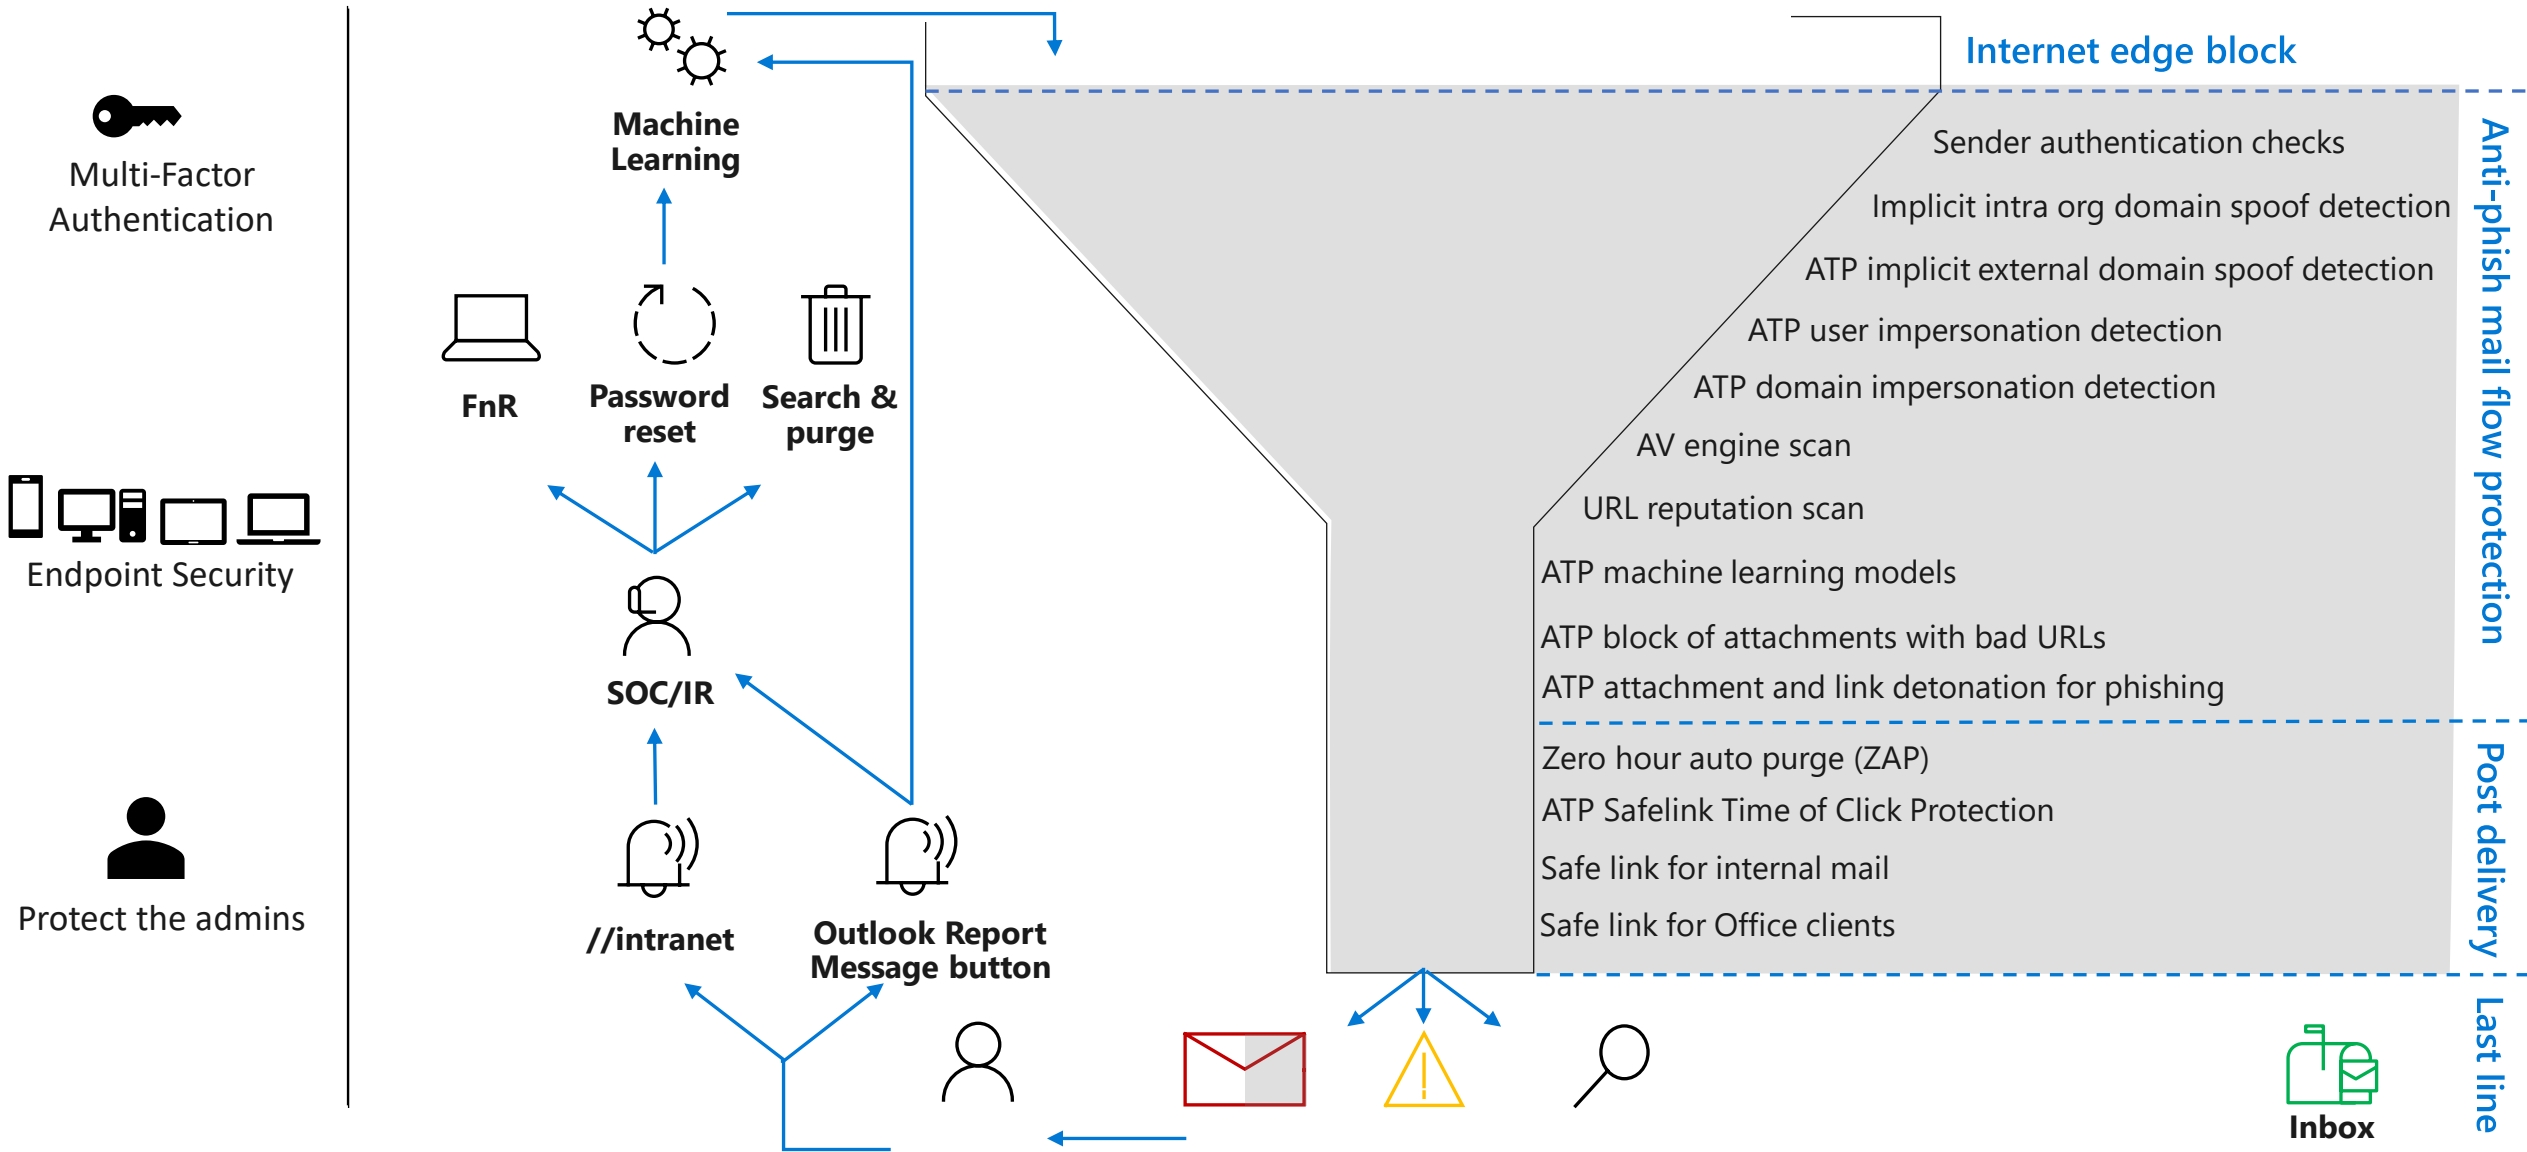 Multi-Factor
Authentication
Endpoint Security
Protect the admins
Machine
Learning
FnR
Password
reset
Search &
purge
SOC/IR
//intranet
Outlook Report
Message button
Internet edge block
Sender authentication checks
Implicit intra org domain spoof detection
ATP implicit external domain spoof detection
ATP user impersonation detection
ATP domain impersonation detection
AV engine scan
URL reputation scan
ATP machine learning models
ATP block of attachments with bad URLs
ATP attachment and link detonation for phishing
Anti-phish mail flow protection
Zero hour auto purge (ZAP)
ATP Safelink Time of Click Protection
Safe link for internal mail
Safe link for Office clients
Post delivery
Last line
Inbox